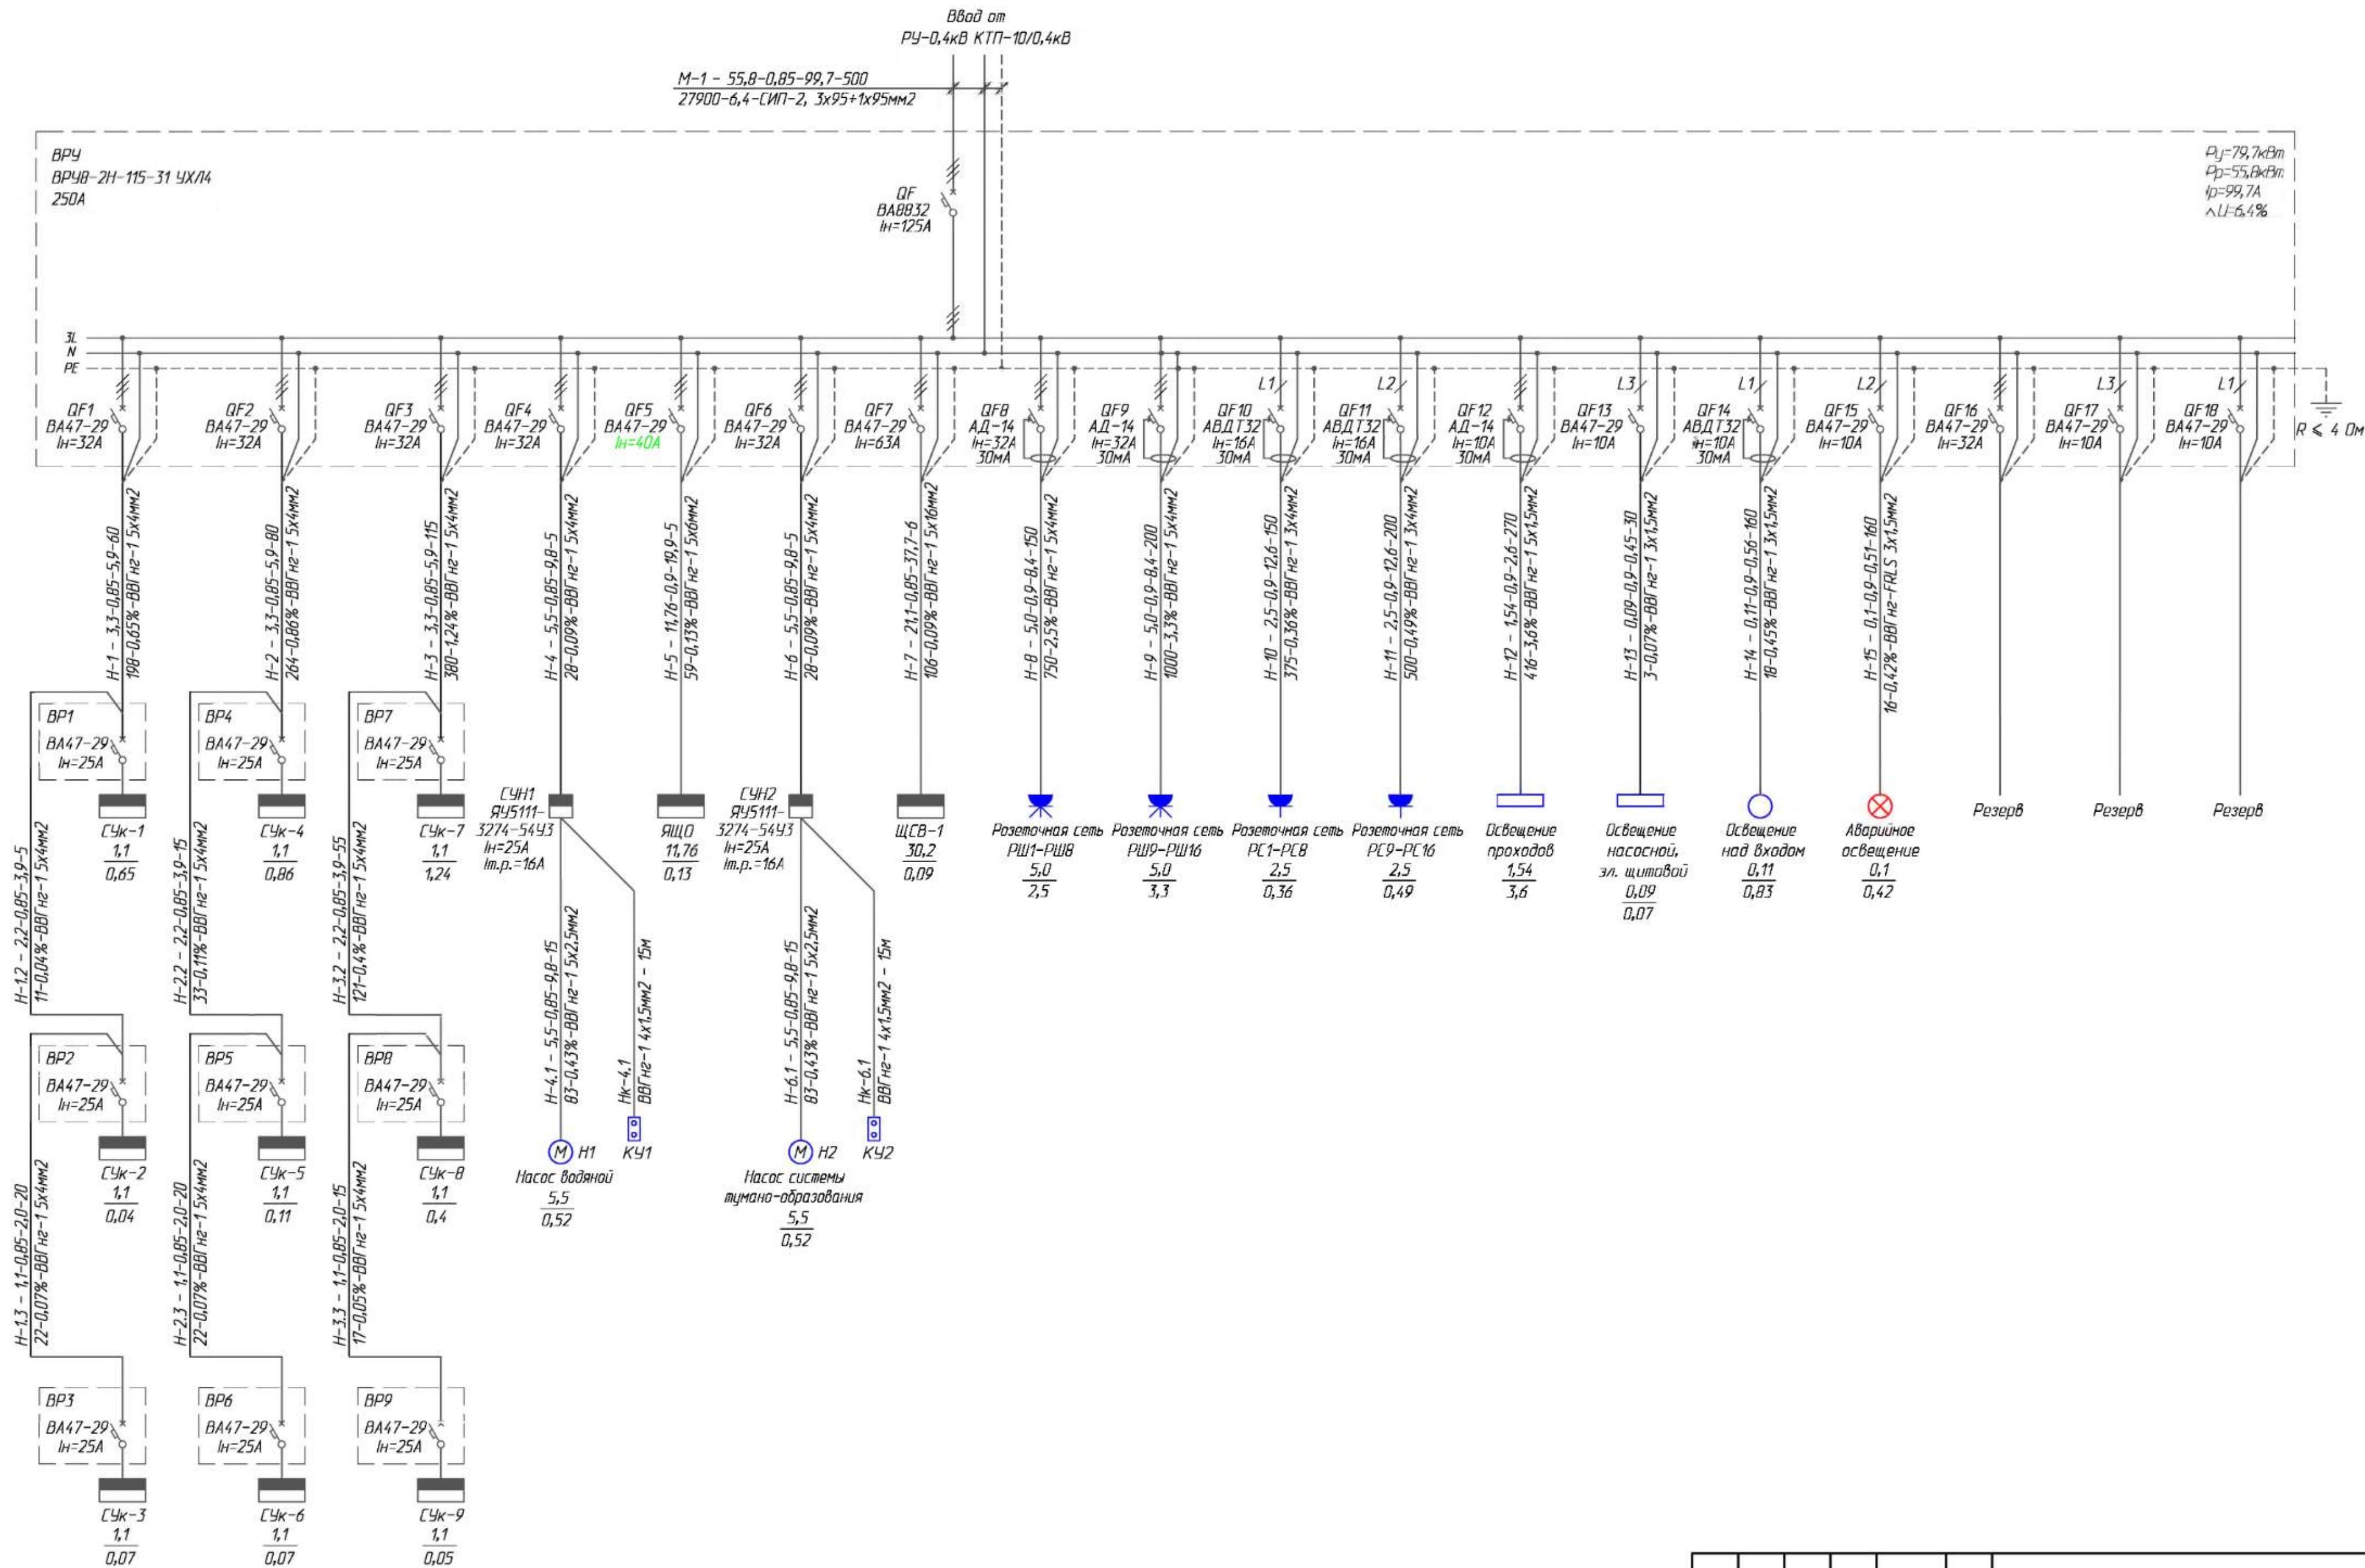 Ввод от
РУ-0,4кВ КТП-10/0,4кВ
М-1 - 55,8-0,85-99,7-500
27900-6,4-СИП-2, 3х95+1х95мм2
ВРУ
ВРУ8-2Н-115-31 УХЛ4
250А
Ру=79,7кВт
Рр=55,8кВт
Iр=99,7А
△U=6,4%
QF
ВА8832
Iн=125А
3L
N
PE
QF1
ВА47-29
Iн=32А
QF2
ВА47-29
Iн=32А
QF3
ВА47-29
Iн=32А
QF4
ВА47-29
Iн=32А
QF5
ВА47-29
Iн=40А
QF6
ВА47-29
Iн=32А
QF7
ВА47-29
Iн=63А
QF8
АД-14
Iн=32А
30мА
QF9
АД-14
Iн=32А
30мА
L1
QF10
АВДТ32
Iн=16А
30мА
L2
QF11
АВДТ32
Iн=16А
30мА
QF12
АД-14
Iн=10А
30мА
L3
QF13
ВА47-29
Iн=10А
L1
QF14
АВДТ32
Iн=10А
30мА
L2
QF15
ВА47-29
Iн=10А
QF16
ВА47-29
Iн=32А
L3
QF17
ВА47-29
Iн=10А
L1
QF18
ВА47-29
Iн=10А
R ⩽ 4 Ом
Н-1 - 3,3-0,85-5,9-60
198-0,65%-ВВГнг-1 5х4мм2
Н-2 - 3,3-0,85-5,9-80
264-0,86%-ВВГнг-1 5х4мм2
Н-3 - 3,3-0,85-5,9-115
380-1,24%-ВВГнг-1 5х4мм2
Н-4 - 5,5-0,85-9,8-5
28-0,09%-ВВГнг-1 5х4мм2
Н-5 - 11,76-0,9-19,9-5
59-0,13%-ВВГнг-1 5х6мм2
Н-6 - 5,5-0,85-9,8-5
28-0,09%-ВВГнг-1 5х4мм2
Н-7 - 21,1-0,85-37,7-6
106-0,09%-ВВГнг-1 5х16мм2
Н-8 - 5,0-0,9-8,4-150
750-2,5%-ВВГнг-1 5х4мм2
Н-9 - 5,0-0,9-8,4-200
1000-3,3%-ВВГнг-1 5х4мм2
Н-10 - 2,5-0,9-12,6-150
375-0,36%-ВВГнг-1 3х4мм2
Н-11 - 2,5-0,9-12,6-200
500-0,49%-ВВГнг-1 3х4мм2
Н-12 - 1,54-0,9-2,6-270
416-3,6%-ВВГнг-1 5х1,5мм2
Н-13 - 0,09-0,9-0,45-30
3-0,07%-ВВГнг-1 3х1,5мм2
Н-14 - 0,11-0,9-0,56-160
18-0,45%-ВВГнг-1 3х1,5мм2
Н-15 - 0,1-0,9-0,51-160
16-0,42%-ВВГнг-FRLS 3х1,5мм2
ВР1
ВА47-29
Iн=25А
СУк-1
1,1
0,65
ВР4
ВА47-29
Iн=25А
СУк-4
1,1
0,86
ВР7
ВА47-29
Iн=25А
СУк-7
1,1
1,24
СУН1
ЯУ5111-
3274-54У3
Iн=25А
Iт.р.=16А
ЯЩО
11,76
0,13
СУН2
ЯУ5111-
3274-54У3
Iн=25А
Iт.р.=16А
ЩСВ-1
30,2
0,09
Розеточная сеть
РШ1-РШ8
5,0
2,5
Розеточная сеть
РШ9-РШ16
5,0
3,3
Розеточная сеть
РС1-РС8
2,5
0,36
Розеточная сеть
РС9-РС16
2,5
0,49
Освещение
проходов
1,54
3,6
Освещение
насосной,
эл. щитовой
0,09
0,07
Освещение
над входом
0,11
0,83
Аварийное
освещение
0,1
0,42
Резерв
Резерв
Резерв
Н-1.2 - 2,2-0,85-3,9-5
11-0,04%-ВВГнг-1 5х4мм2
Н-2.2 - 2,2-0,85-3,9-15
33-0,11%-ВВГнг-1 5х4мм2
Н-3.2 - 2,2-0,85-3,9-55
121-0,4%-ВВГнг-1 5х4мм2
Н-4.1 - 5,5-0,85-9,8-15
83-0,43%-ВВГнг-1 5х2,5мм2
Нк-4.1
ВВГнг-1 4х1,5мм2 - 15м
Н-6.1 - 5,5-0,85-9,8-15
83-0,43%-ВВГнг-1 5х2,5мм2
Нк-6.1
ВВГнг-1 4х1,5мм2 - 15м
ВР2
ВА47-29
Iн=25А
СУк-2
1,1
0,04
ВР5
ВА47-29
Iн=25А
СУк-5
1,1
0,11
ВР8
ВА47-29
Iн=25А
СУк-8
1,1
0,4
М Н1
Насос водяной
5,5
0,52
КУ1
М Н2
Насос системы
тумано-образования
5,5
0,52
КУ2
Н-1.3 - 1,1-0,85-2,0-20
22-0,07%-ВВГнг-1 5х4мм2
Н-2.3 - 1,1-0,85-2,0-20
22-0,07%-ВВГнг-1 5х4мм2
Н-3.3 - 1,1-0,85-2,0-15
17-0,05%-ВВГнг-1 5х4мм2
ВР3
ВА47-29
Iн=25А
СУк-3
1,1
0,07
ВР6
ВА47-29
Iн=25А
СУк-6
1,1
0,07
ВР9
ВА47-29
Iн=25А
СУк-9
1,1
0,05